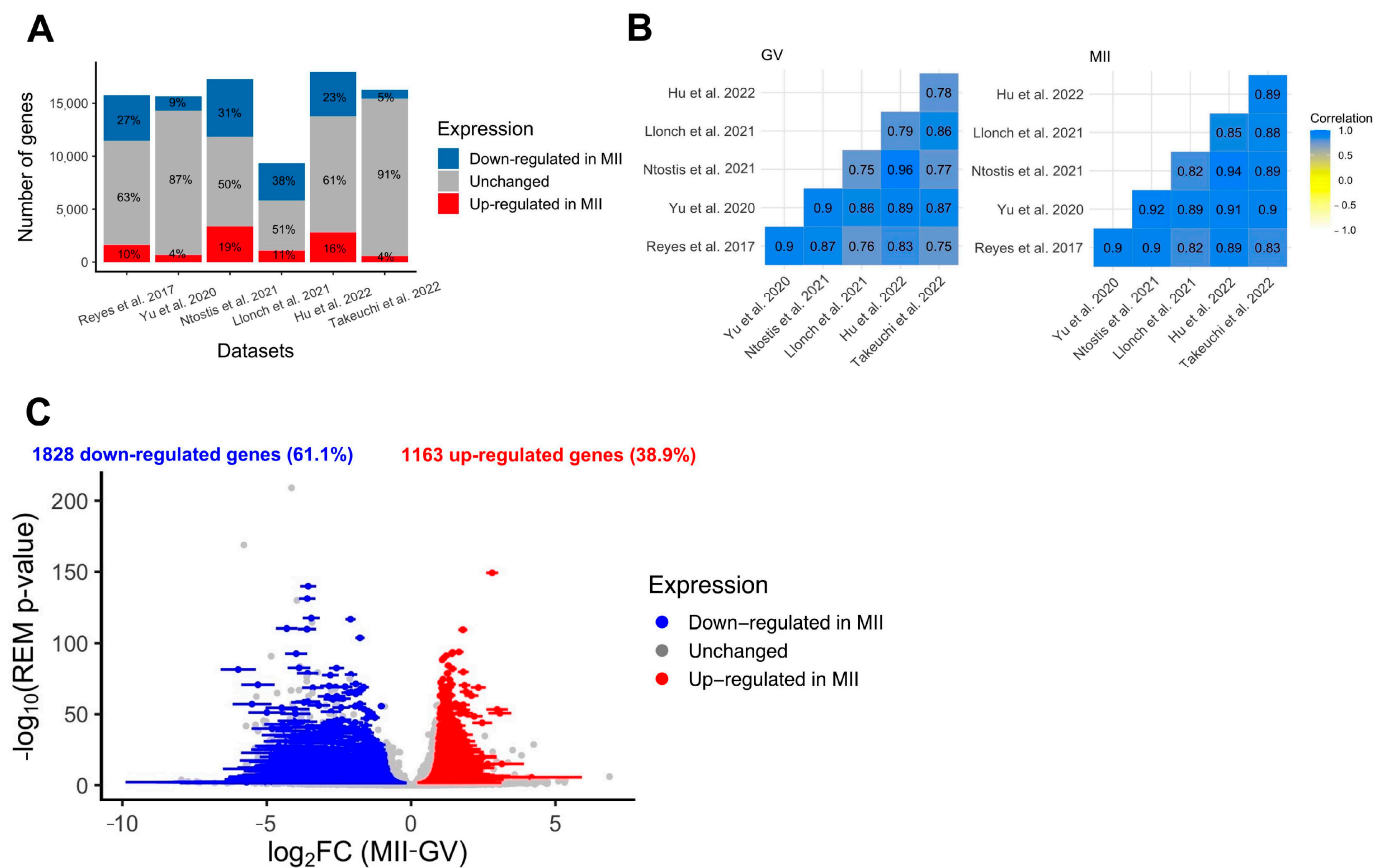 A
Number of genes
15,000
10,000
5,000
0
27%
63%
10%
9%
87%
4%
31%
50%
19%
38%
51%
11%
23%
61%
16%
5%
91%
4%
Reyes et al. 2017
Yu et al. 2020
Ntostis et al. 2021
Llonch et al. 2021
Hu et al. 2022
Takeuchi et al. 2022
Datasets
Expression
Down-regulated in MII
Unchanged
Up-regulated in MII
B
GV
Hu et al. 2022
0.78
Llonch et al. 2021
0.79 0.86
Ntostis et al. 2021
0.75 0.96 0.77
Yu et al. 2020
0.9 0.86 0.89 0.87
Reyes et al. 2017
0.9 0.87 0.76 0.83 0.75
Yu et al. 2020
Ntostis et al. 2021
Llonch et al. 2021
Hu et al. 2022
Takeuchi et al. 2022
MII
Hu et al. 2022
0.89
Llonch et al. 2021
0.85 0.88
Ntostis et al. 2021
0.82 0.94 0.89
Yu et al. 2020
0.92 0.89 0.91 0.9
Reyes et al. 2017
0.9 0.9 0.82 0.89 0.83
Yu et al. 2020
Ntostis et al. 2021
Llonch et al. 2021
Hu et al. 2022
Takeuchi et al. 2022
Correlation
1.0
0.5
0.0
−0.5
−1.0
C
1828 down-regulated genes (61.1%)
1163 up-regulated genes (38.9%)
-log10(REM p-value)
200
150
100
50
0
−10
−5
0
5
log2FC (MII-GV)
Expression
Down−regulated in MII
Unchanged
Up−regulated in MII